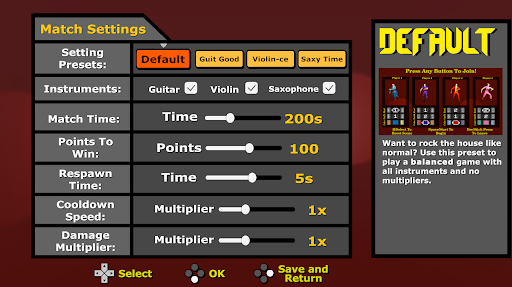 Match Settings
Setting Presets:
Default
Guit Good
Violin-ce
Saxy Time
Instruments:
Guitar
Violin
Saxophone
Match Time:
Time
200s
Points To Win:
Points
100
Respawn Time:
Time
5s
Cooldown Speed:
Multiplier
1x
Damage Multiplier:
Multiplier
1x
Select
OK
Save and Return
DEFAULT
Press Any Button To Join!
Want to rock the house like
normal? Use this preset to
play a balanced game with
all instruments and no
multipliers.